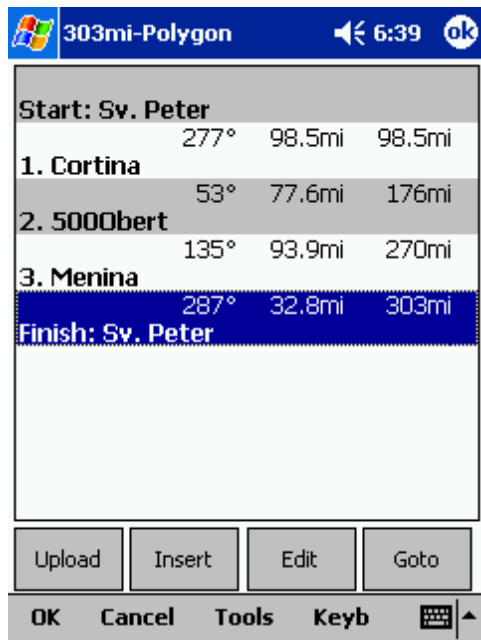 303mi-Polygon 6:39 ok
Start: Sv. Peter
277° 98.5mi 98.5mi
1. Cortina
53° 77.6mi 176mi
2. 500Obert
135° 93.9mi 270mi
3. Menina
287° 32.8mi 303mi
Finish: Sv. Peter
Upload Insert Edit Goto
OK Cancel Tools Keyb